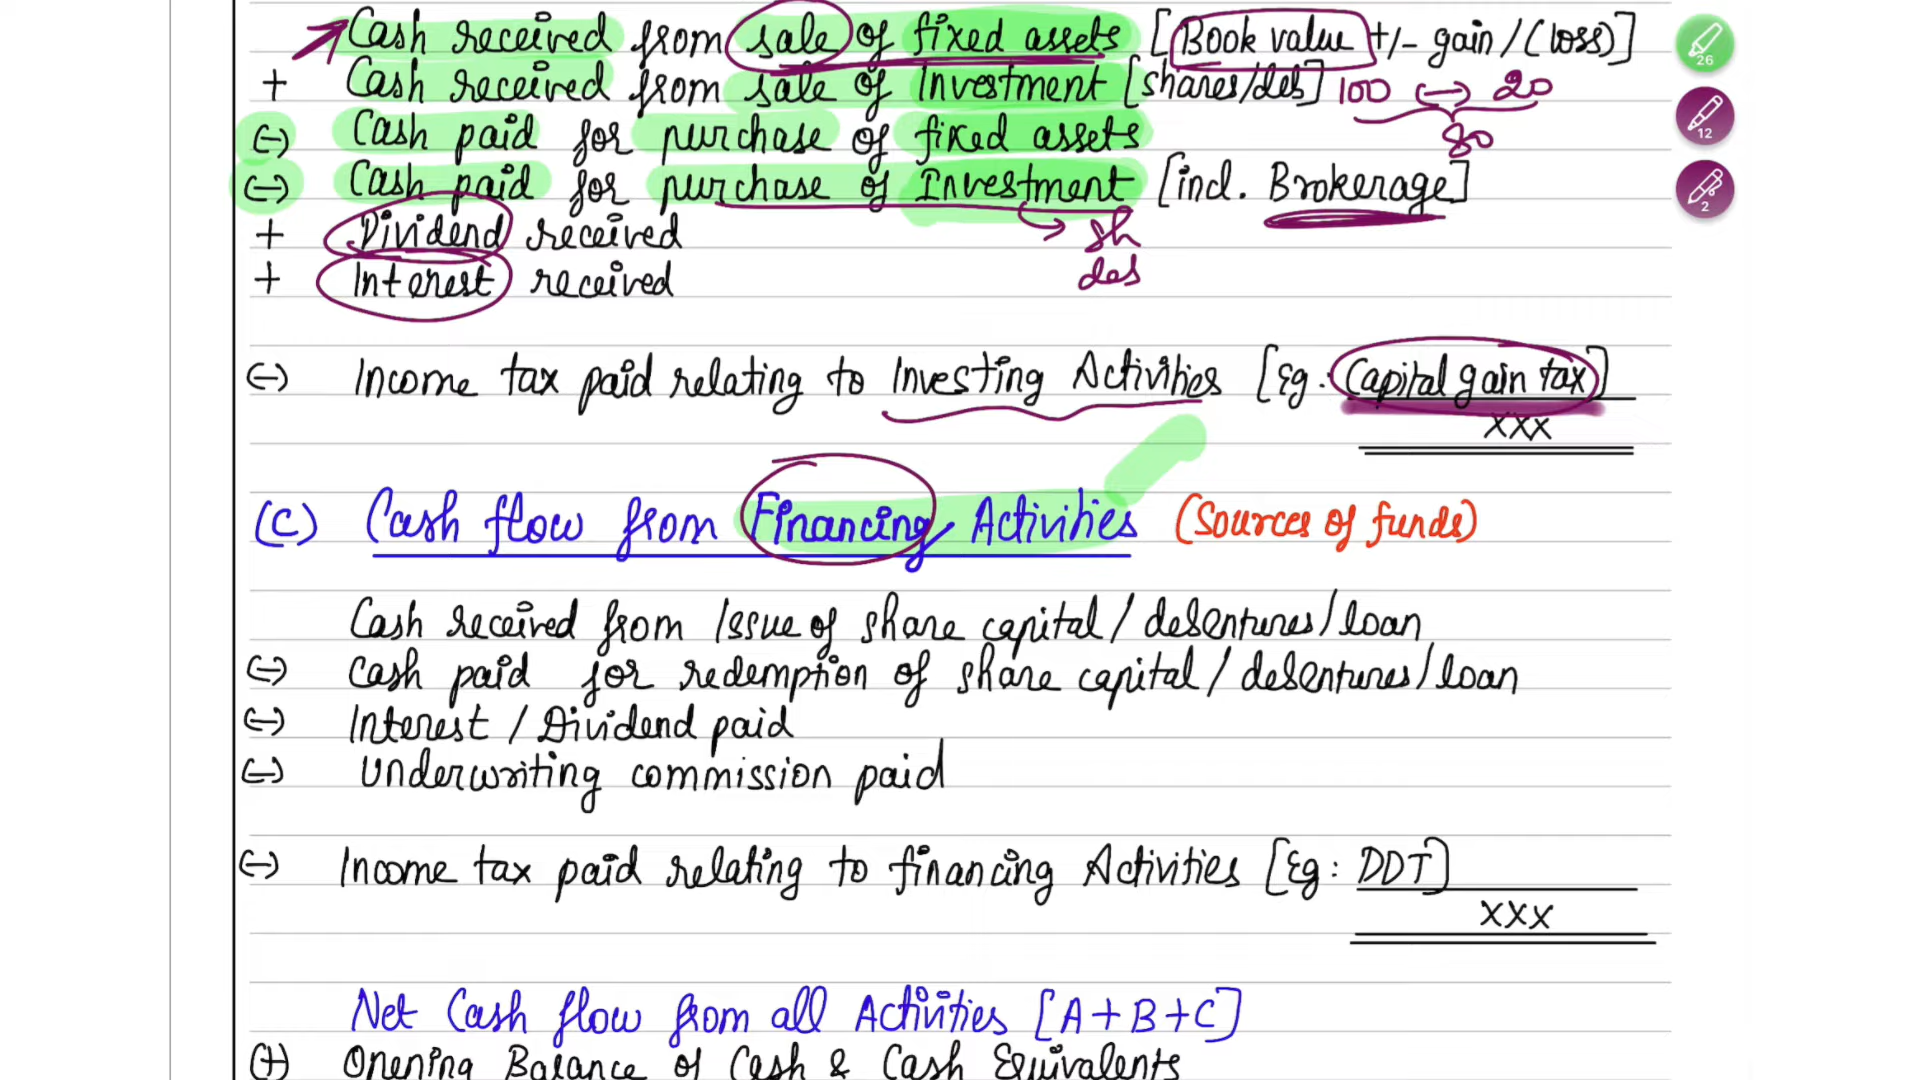 Cash received from sale of fixed assets [Book value +/- gain/(loss)]
+ Cash received from sale of Investment [shares/deb] 100 (-) 20
80
(-) Cash paid for purchase of fixed assets
(-) Cash paid for purchase of Investment [incl. Brokerage]
sh
deb
+ Dividend received
+ Interest received
(-) Income tax paid relating to Investing Activities [Eg. Capital gain tax]
XXX
(C) Cash flow from Financing Activities (Sources of funds)
Cash received from Issue of share capital/debentures/loan
(-) Cash paid for redemption of share capital/debentures/loan
(-) Interest / Dividend paid
(-) Underwriting commission paid
(-) Income tax paid relating to financing Activities [Eg: DDT]
XXX
Net Cash flow from all Activities [A+B+C]
(+) Opening Balance of Cash & Cash Equivalents
26
12
2